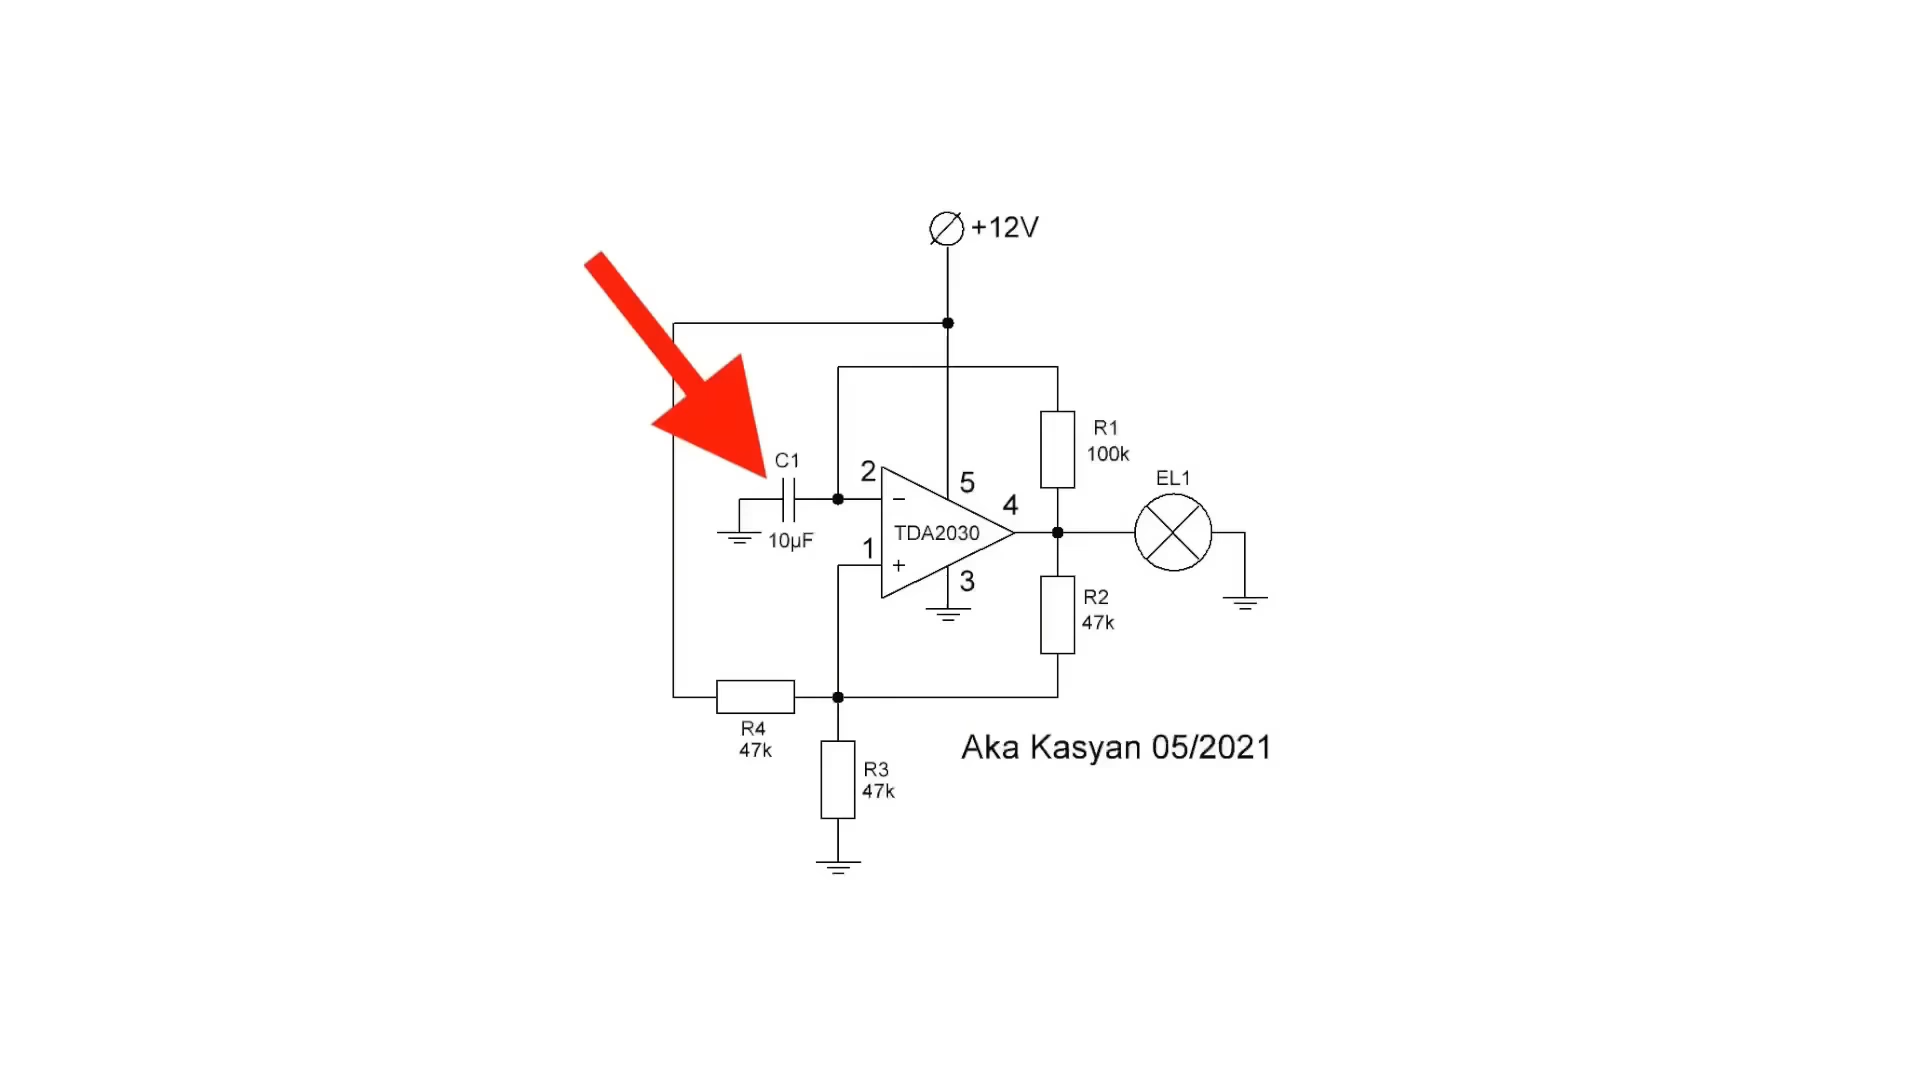 +12V
R1
100k
C1
10µF
2
−
1
+
TDA2030
5
4
3
EL1
R2
47k
R4
47k
R3
47k
Aka Kasyan 05/2021